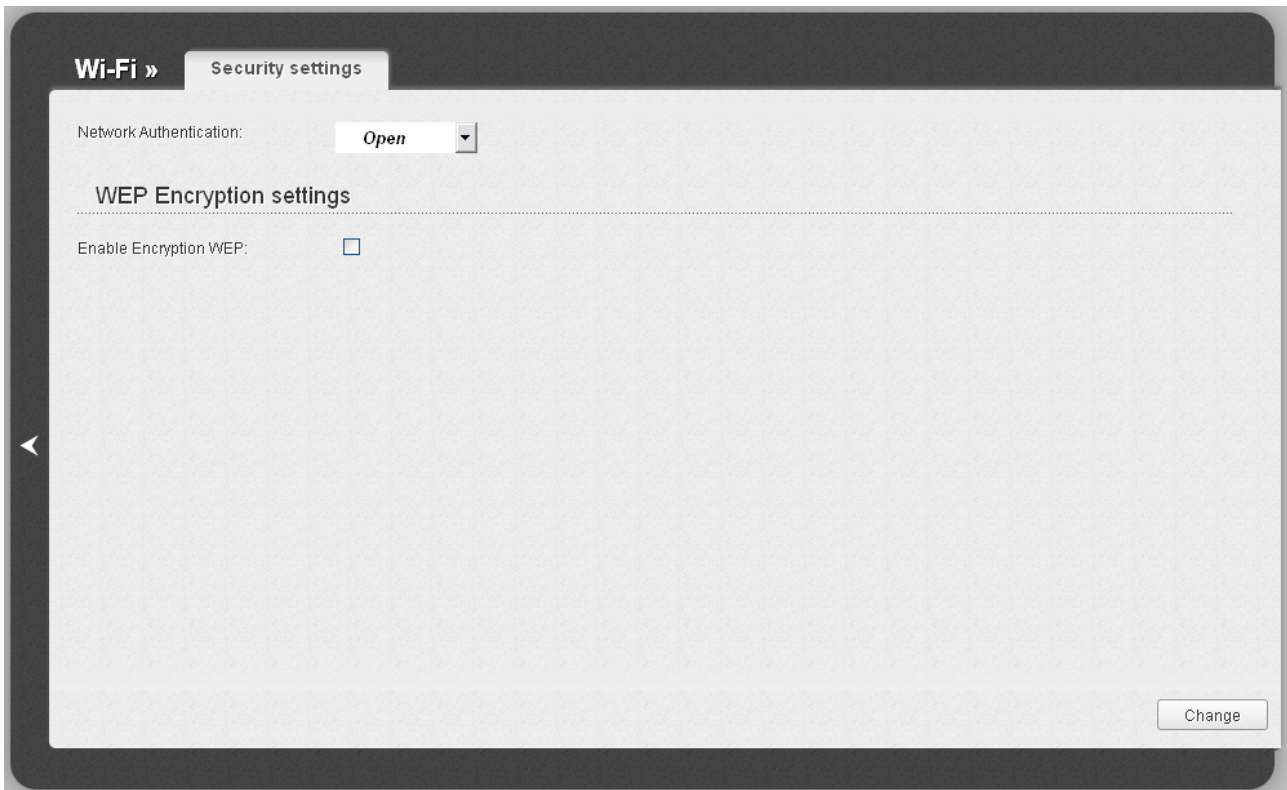 Wi-Fi » Security settings
Network Authentication: Open
WEP Encryption settings
Enable Encryption WEP:
Change